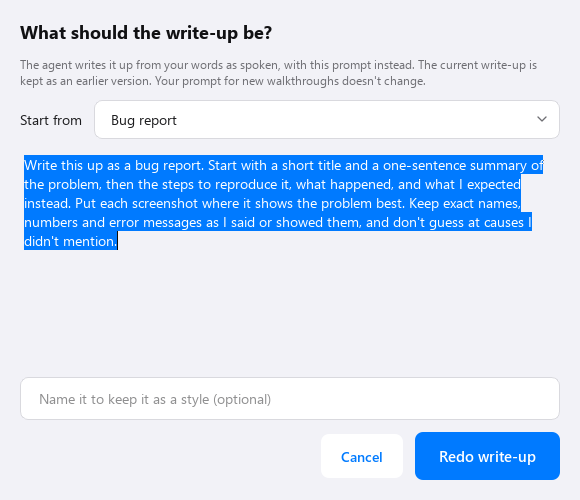 What should the write-up be?
The agent writes it up from your words as spoken, with this prompt instead. The current write-up is
kept as an earlier version. Your prompt for new walkthroughs doesn't change.
Start from
Bug report
Write this up as a bug report. Start with a short title and a one-sentence summary of
the problem, then the steps to reproduce it, what happened, and what I expected
instead. Put each screenshot where it shows the problem best. Keep exact names,
numbers and error messages as I said or showed them, and don't guess at causes I
didn't mention.
Name it to keep it as a style (optional)
Cancel
Redo write-up